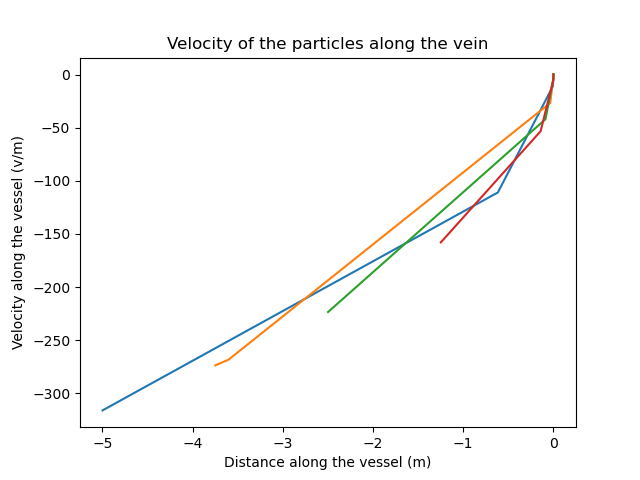 Velocity of the particles along the vein
0
−50
−100
−150
−200
−250
−300
Velocity along the vessel (v/m)
−5 −4 −3 −2 −1 0
Distance along the vessel (m)